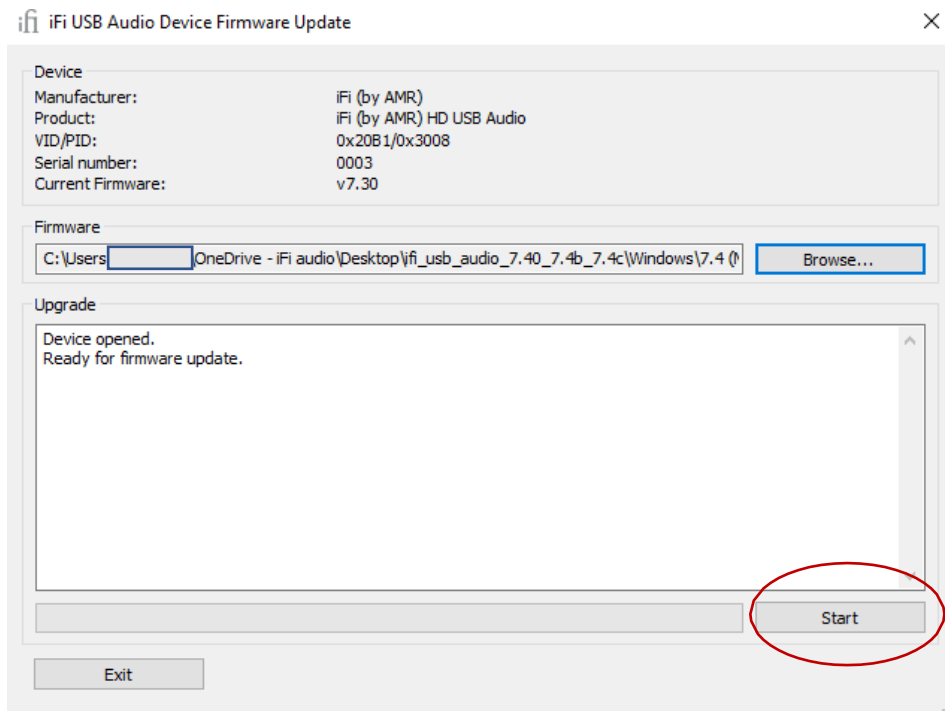 ifi iFi USB Audio Device Firmware Update
Device
Manufacturer: iFi (by AMR)
Product: iFi (by AMR) HD USB Audio
VID/PID: 0x20B1/0x3008
Serial number: 0003
Current Firmware: v7.30
Firmware
C:\Users \OneDrive - iFi audio\Desktop\ifi_usb_audio_7.40_7.4b_7.4c\Windows\7.4 ( Browse...
Upgrade
Device opened.
Ready for firmware update.
Start
Exit